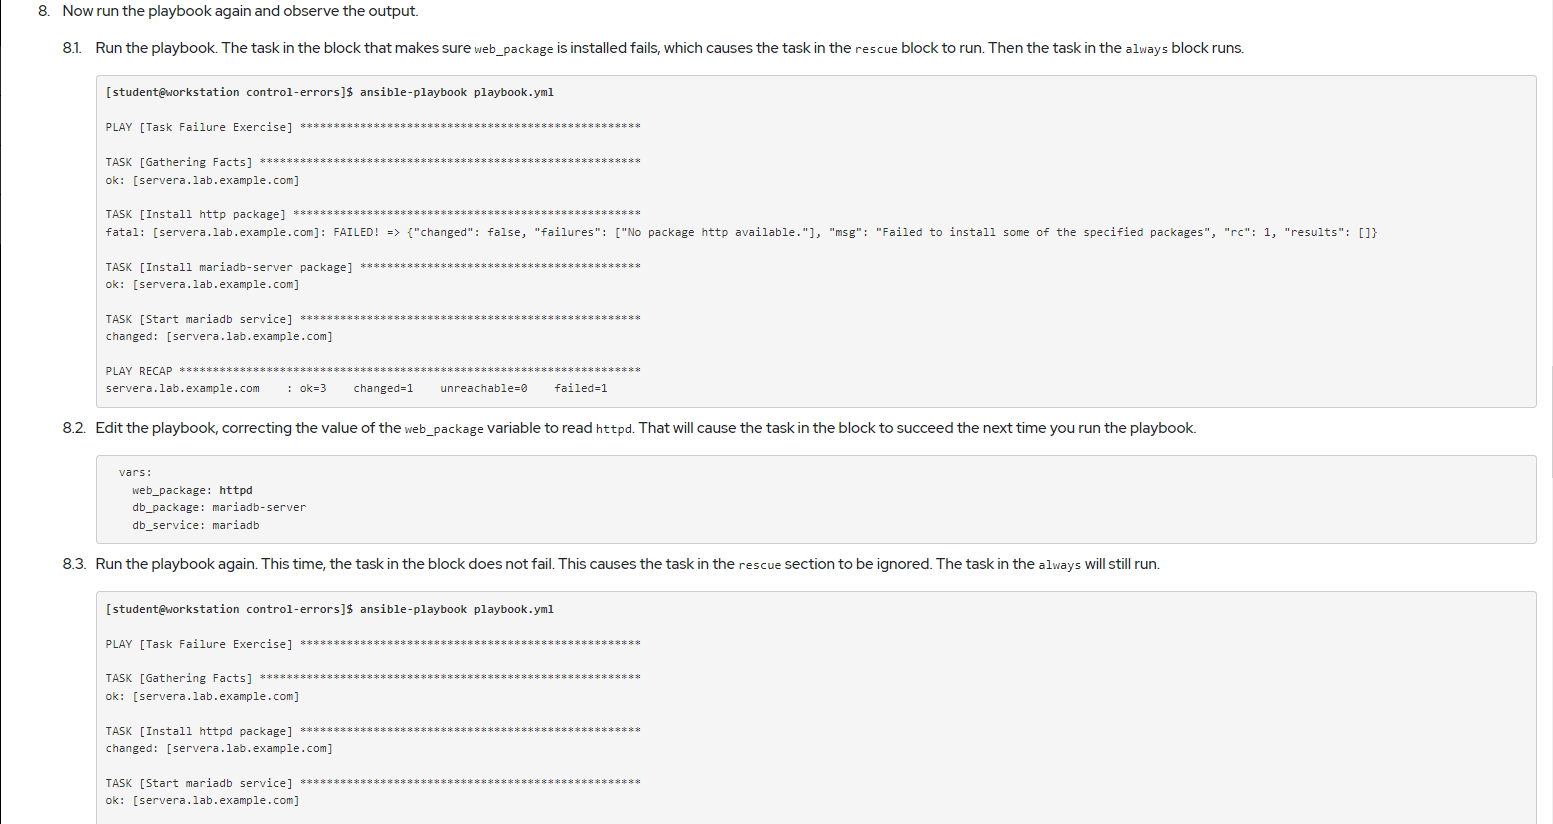 8. Now run the playbook again and observe the output.
8.1. Run the playbook. The task in the block that makes sure web_package is installed fails, which causes the task in the rescue block to run. Then the task in the always block runs.
[student@workstation control-errors]$ ansible-playbook playbook.yml
PLAY [Task Failure Exercise] ***************************************************
TASK [Gathering Facts] *********************************************************
ok: [servera.lab.example.com]
TASK [Install http package] ****************************************************
fatal: [servera.lab.example.com]: FAILED! => {"changed": false, "failures": ["No package http available."], "msg": "Failed to install some of the specified packages", "rc": 1, "results": []}
TASK [Install mariadb-server package] ******************************************
ok: [servera.lab.example.com]
TASK [Start mariadb service] ***************************************************
changed: [servera.lab.example.com]
PLAY RECAP *********************************************************************
servera.lab.example.com    : ok=3    changed=1    unreachable=0    failed=1
8.2. Edit the playbook, correcting the value of the web_package variable to read httpd. That will cause the task in the block to succeed the next time you run the playbook.
vars:
web_package: httpd
db_package: mariadb-server
db_service: mariadb
8.3. Run the playbook again. This time, the task in the block does not fail. This causes the task in the rescue section to be ignored. The task in the always will still run.
[student@workstation control-errors]$ ansible-playbook playbook.yml
PLAY [Task Failure Exercise] ***************************************************
TASK [Gathering Facts] *********************************************************
ok: [servera.lab.example.com]
TASK [Install httpd package] ***************************************************
changed: [servera.lab.example.com]
TASK [Start mariadb service] ***************************************************
ok: [servera.lab.example.com]